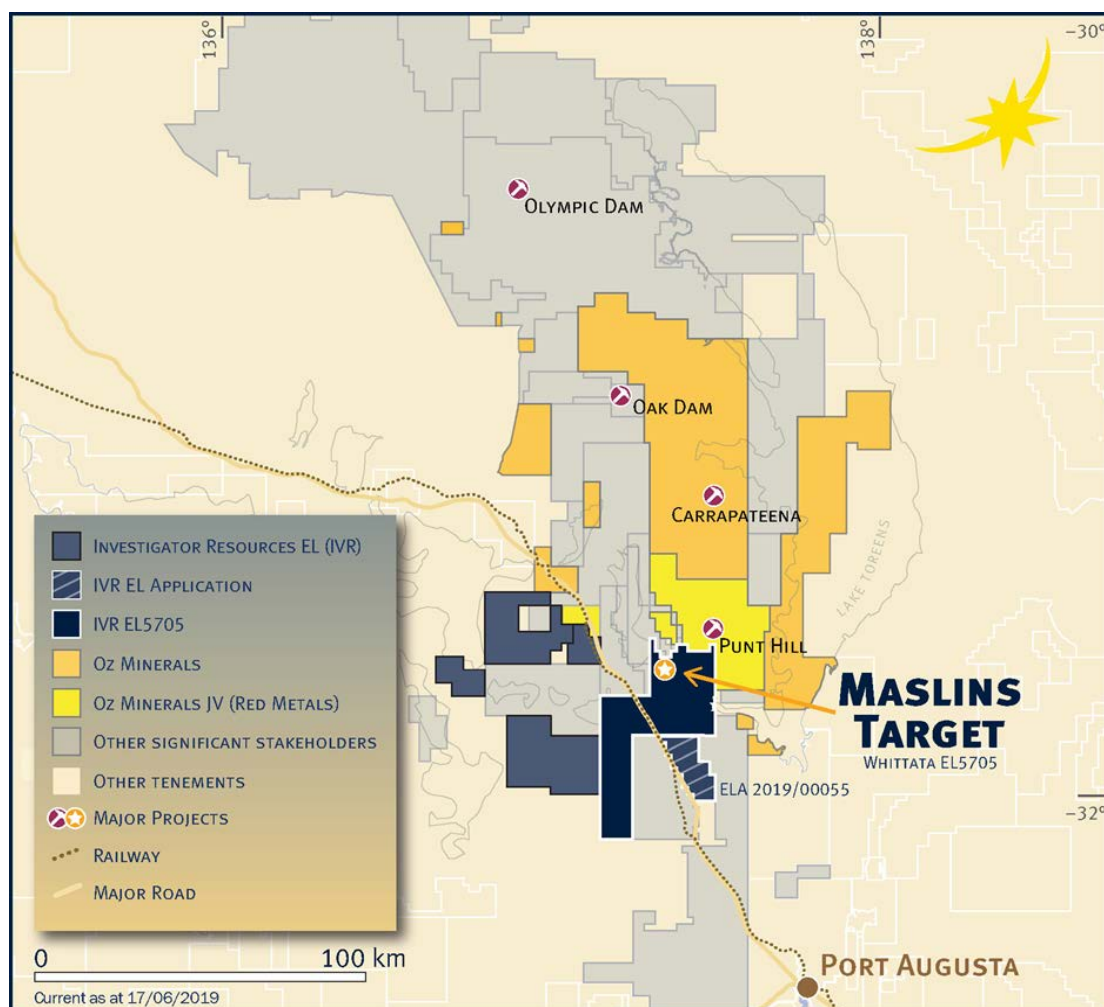 136°
138°
-30°
OLYMPIC DAM
OAK DAM
CARRAPATEENA
LAKE TOREENS
PUNT HILL
MASLINS
TARGET
WHITTATA EL5705
ELA 2019/00055
-32°
INVESTIGATOR RESOURCES EL (IVR)
IVR EL APPLICATION
IVR EL5705
OZ MINERALS
OZ MINERALS JV (RED METALS)
OTHER SIGNIFICANT STAKEHOLDERS
OTHER TENEMENTS
MAJOR PROJECTS
RAILWAY
MAJOR ROAD
0 100 km
Current as at 17/06/2019
PORT AUGUSTA